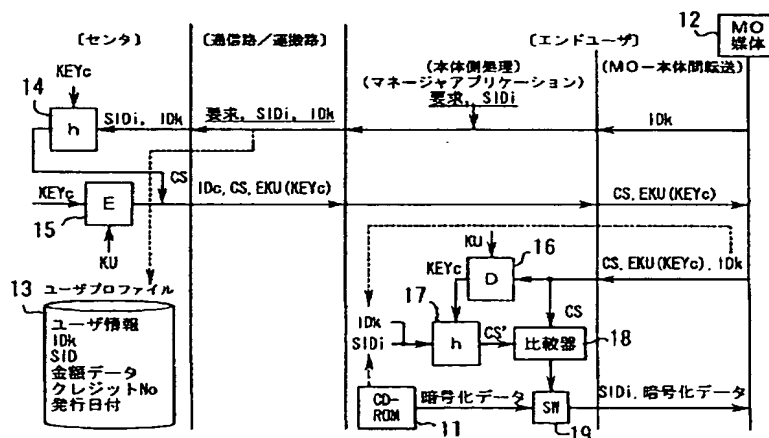 12
MO
媒体
〔センタ〕
〔通信路/運搬路〕
〔エンドユーザ〕
(本体側処理)
(マネージャアプリケーション)
(MO-本体間転送)
要求, SIDi
KEYc
14
h
SIDi, IDk
要求, SIDi, IDk
IDk
CS
KEYc
E
15
KU
IDc, CS, EKU(KEYc)
CS, EKU(KEYc)
KU
16
KEYc
D
CS, EKU(KEYc), IDk
17
IDk
SIDi
h
CS'
CS
比較器
18
13
ユーザプロファイル
ユーザ情報
IDk
SID
金額データ
クレジットNo
発行日付
CD-
ROM
11
暗号化データ
SW
19
SIDi, 暗号化データ